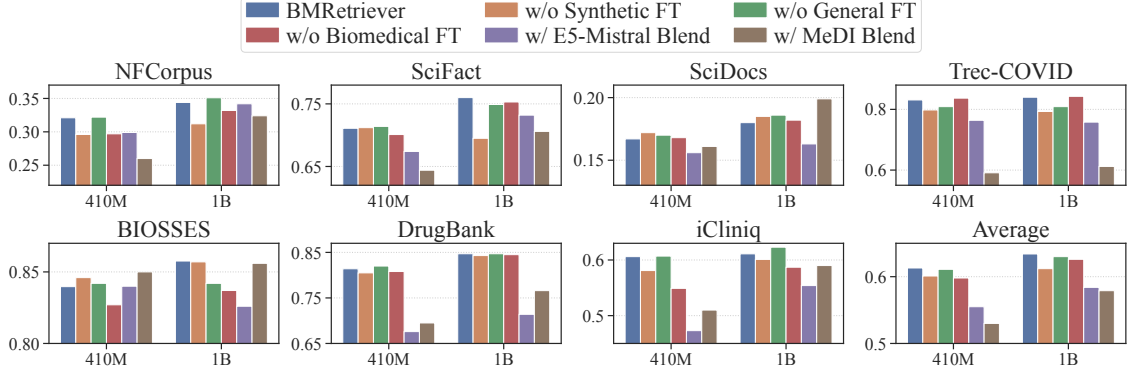 BMRetriever w/o Synthetic FT w/o General FT
w/o Biomedical FT w/ E5-Mistral Blend w/ MeDI Blend
NFCorpus SciFact SciDocs Trec-COVID
0.35 0.75 0.20 0.8
0.30 0.65 0.15 0.6
0.25
410M 1B 410M 1B 410M 1B 410M 1B
BIOSSES DrugBank iCliniq Average
0.85 0.85 0.6 0.6
0.80 0.75 0.5 0.5
0.65
410M 1B 410M 1B 410M 1B 410M 1B